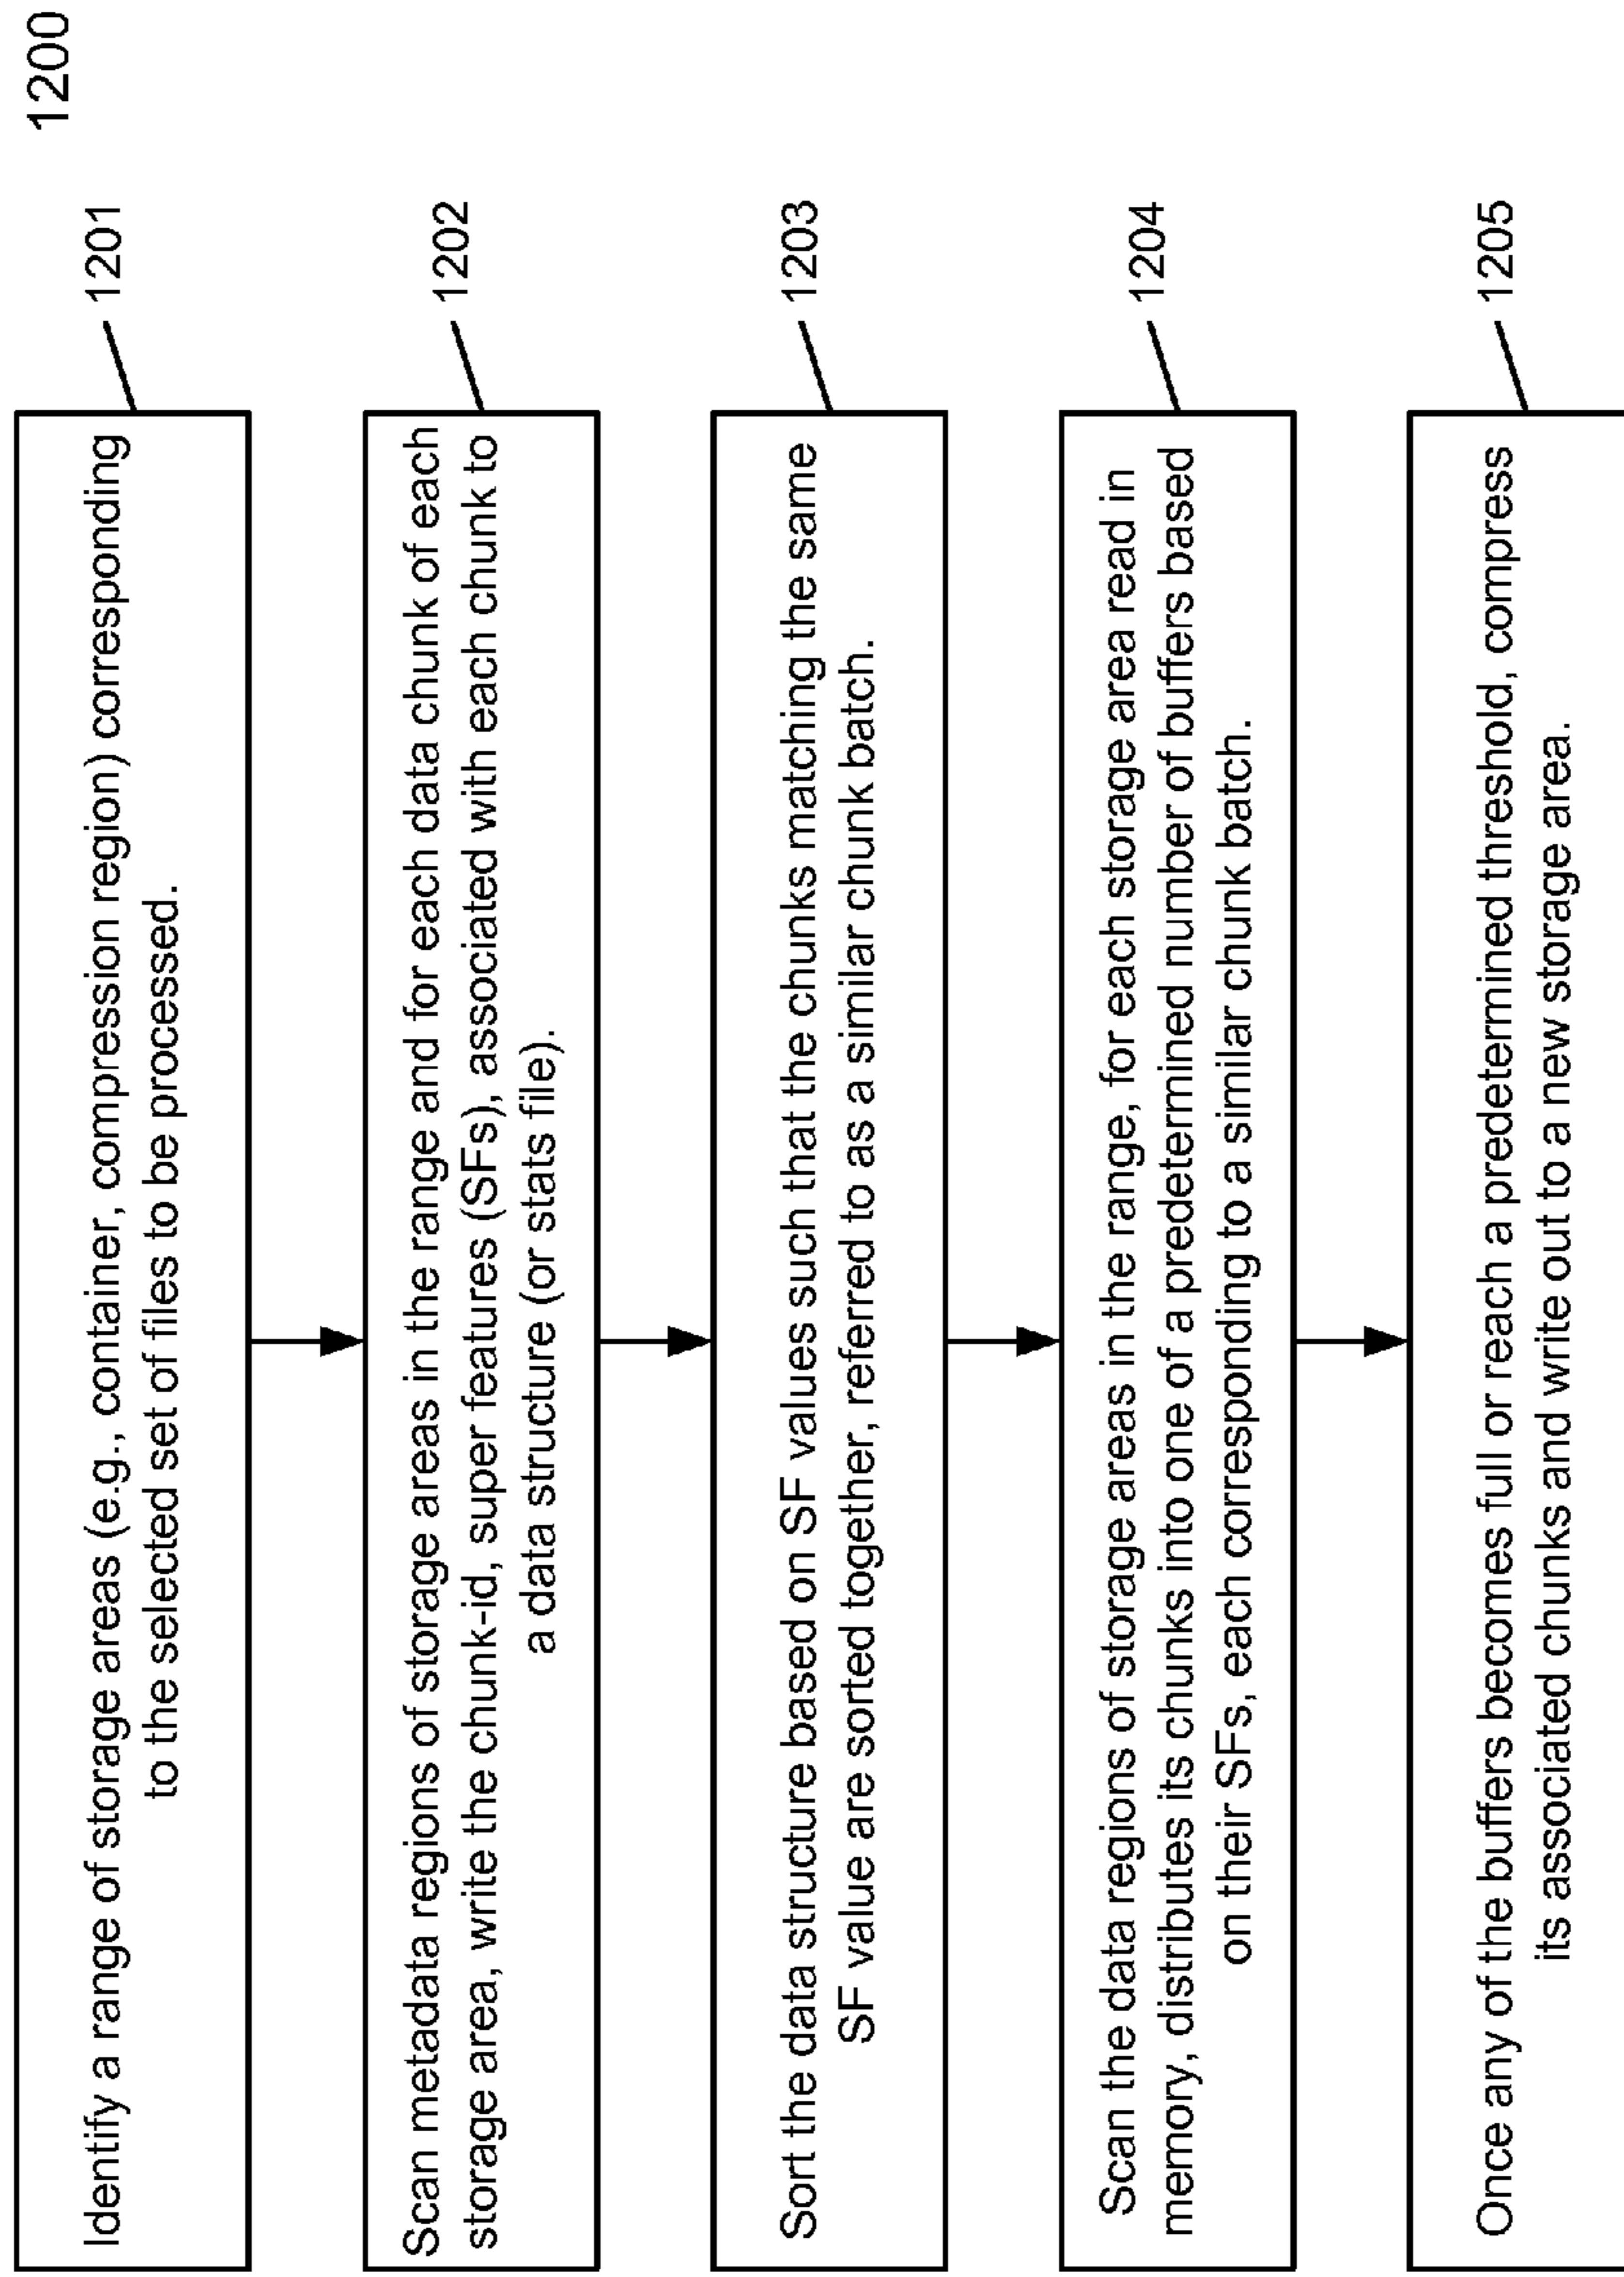 1200
Identify a range of storage areas (e.g., container, compression region) corresponding
to the selected set of files to be processed.
1201
Scan metadata regions of storage areas in the range and for each data chunk of each
storage area, write the chunk-id, super features (SFs), associated with each chunk to
a data structure (or stats file).
1202
Sort the data structure based on SF values such that the chunks matching the same
SF value are sorted together, referred to as a similar chunk batch.
1203
Scan the data regions of storage areas in the range, for each storage area read in
memory, distributes its chunks into one of a predetermined number of buffers based
on their SFs, each corresponding to a similar chunk batch.
1204
Once any of the buffers becomes full or reach a predetermined threshold, compress
its associated chunks and write out to a new storage area.
1205